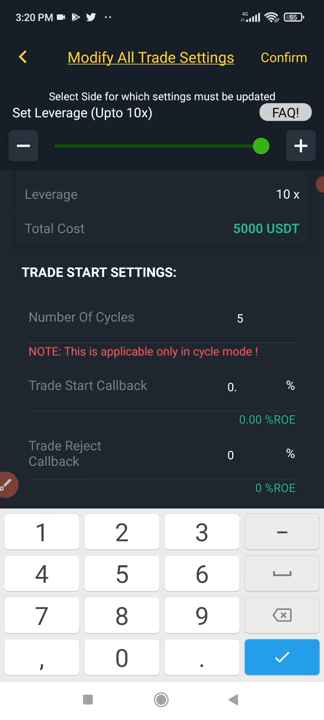 3:20 PM
4G
55
Modify All Trade Settings
Confirm
Select Side for which settings must be updated
Set Leverage (Upto 10x)
FAQ!
Leverage
10 x
Total Cost
5000 USDT
TRADE START SETTINGS:
Number Of Cycles
5
NOTE: This is applicable only in cycle mode !
Trade Start Callback
0.
%
0.00 %ROE
Trade Reject
Callback
0
%
0 %ROE
1 2 3 –
4 5 6
7 8 9
, 0 .